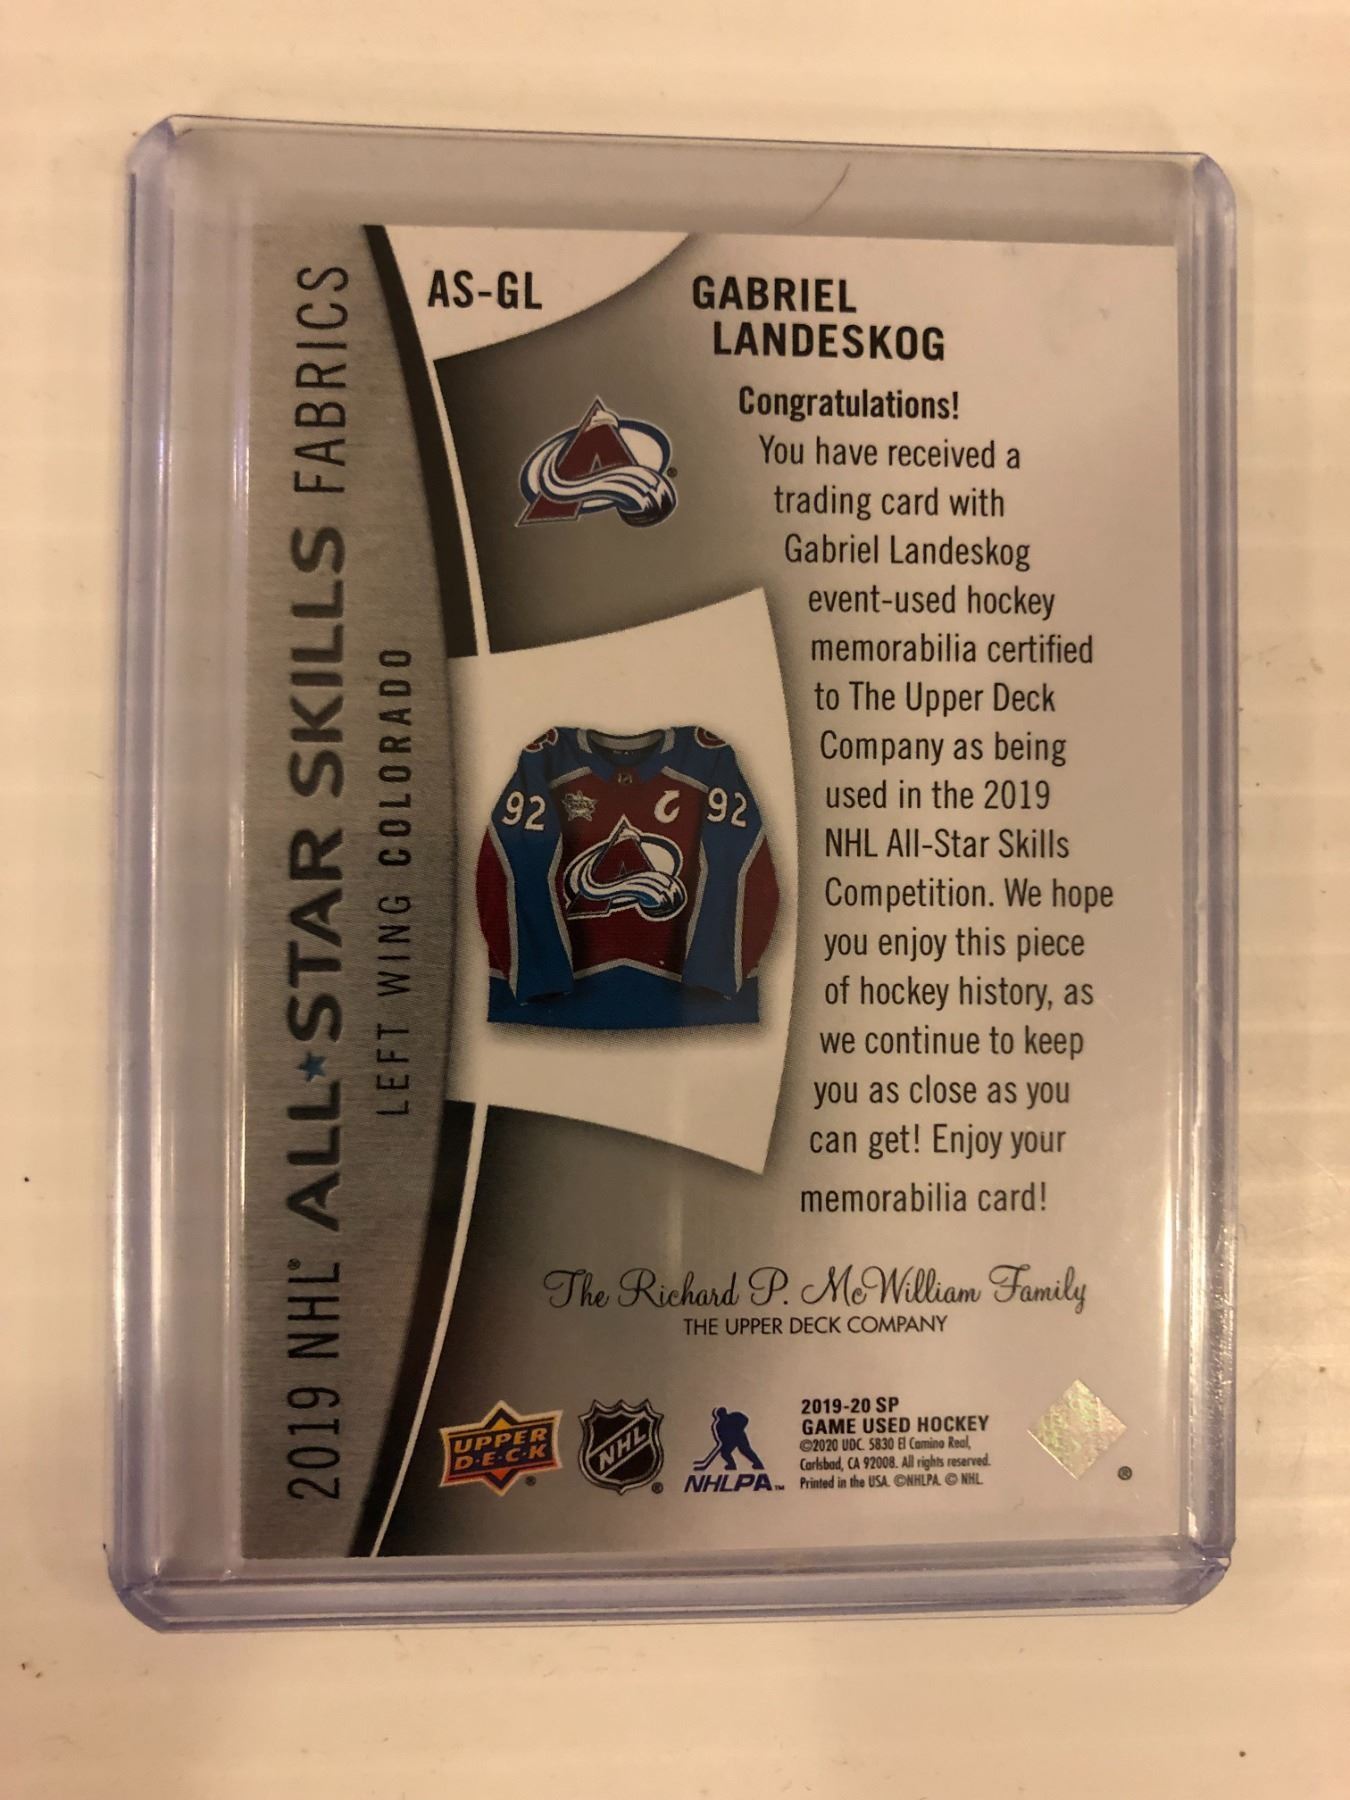 2019 NHL® ALL★STAR SKILLS FABRICS
LEFT WING COLORADO
AS-GL
GABRIEL
LANDESKOG
Congratulations!
You have received a
trading card with
Gabriel Landeskog
event-used hockey
memorabilia certified
to The Upper Deck
Company as being
used in the 2019
NHL All-Star Skills
Competition. We hope
you enjoy this piece
of hockey history, as
we continue to keep
you as close as you
can get! Enjoy your
memorabilia card!
A ®
92 C 92
A
The Richard P. McWilliam Family
THE UPPER DECK COMPANY
UPPER
D·E·C·K ®
NHL ®
NHLPA™
2019-20 SP
GAME USED HOCKEY
©2020 UDC. 5830 El Camino Real,
Carlsbad, CA 92008. All rights reserved.
Printed in the USA. ©NHLPA. © NHL.
®